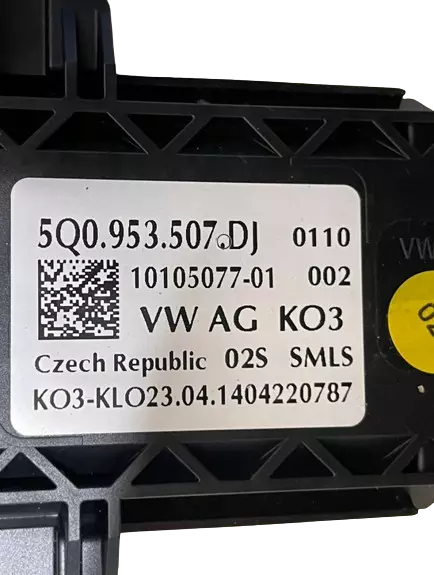 5Q0.953.507.DJ 0110
10105077-01 002
VW AG KO3
Czech Republic 02S SMLS
KO3-KLO23.04.1404220787
VW